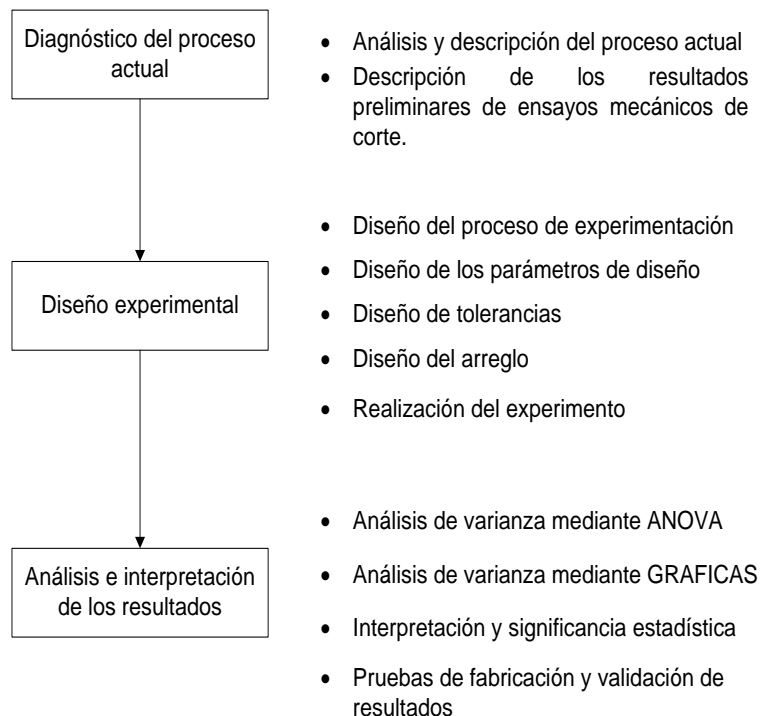 Diagnóstico del proceso
actual
• Análisis y descripción del proceso actual
• Descripción de los resultados
preliminares de ensayos mecánicos de
corte.
Diseño experimental
• Diseño del proceso de experimentación
• Diseño de los parámetros de diseño
• Diseño de tolerancias
• Diseño del arreglo
• Realización del experimento
Análisis e interpretación
de los resultados
• Análisis de varianza mediante ANOVA
• Análisis de varianza mediante GRAFICAS
• Interpretación y significancia estadística
• Pruebas de fabricación y validación de
resultados